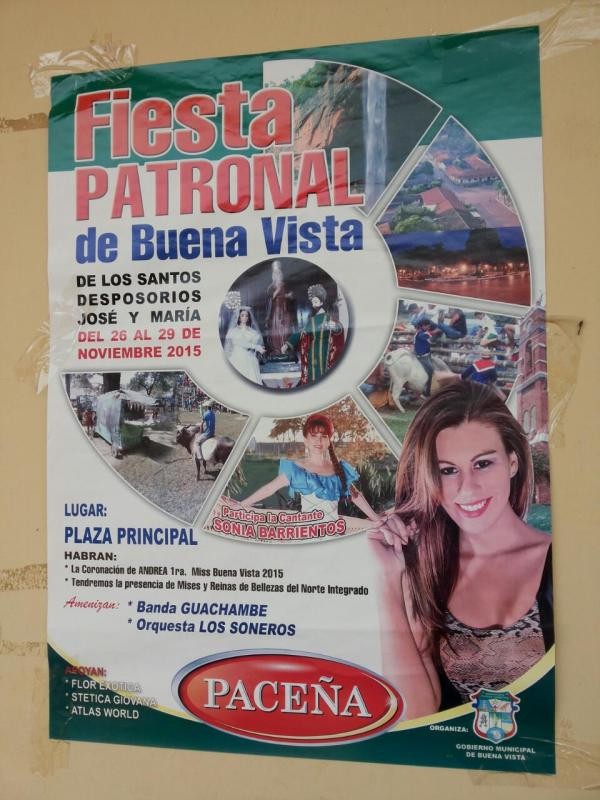 Fiesta
PATRONAL
de Buena Vista
DE LOS SANTOS
DESPOSORIOS
JOSÉ Y MARÍA
DEL 26 AL 29 DE
NOVIEMBRE 2015
Participa la Cantante
SONIA BARRIENTOS
LUGAR:
PLAZA PRINCIPAL
HABRAN:
* La Coronación de ANDREA 1ra. Miss Buena Vista 2015
* Tendremos la presencia de Mises y Reinas de Bellezas del Norte Integrado
Amenizan: * Banda GUACHAMBE
* Orquesta LOS SONEROS
APOYAN:
* FLOR EXOTICA
* STETICA GIOVANA
* ATLAS WORLD
PACEÑA
ORGANIZA:
GOBIERNO MUNICIPAL
DE BUENA VISTA